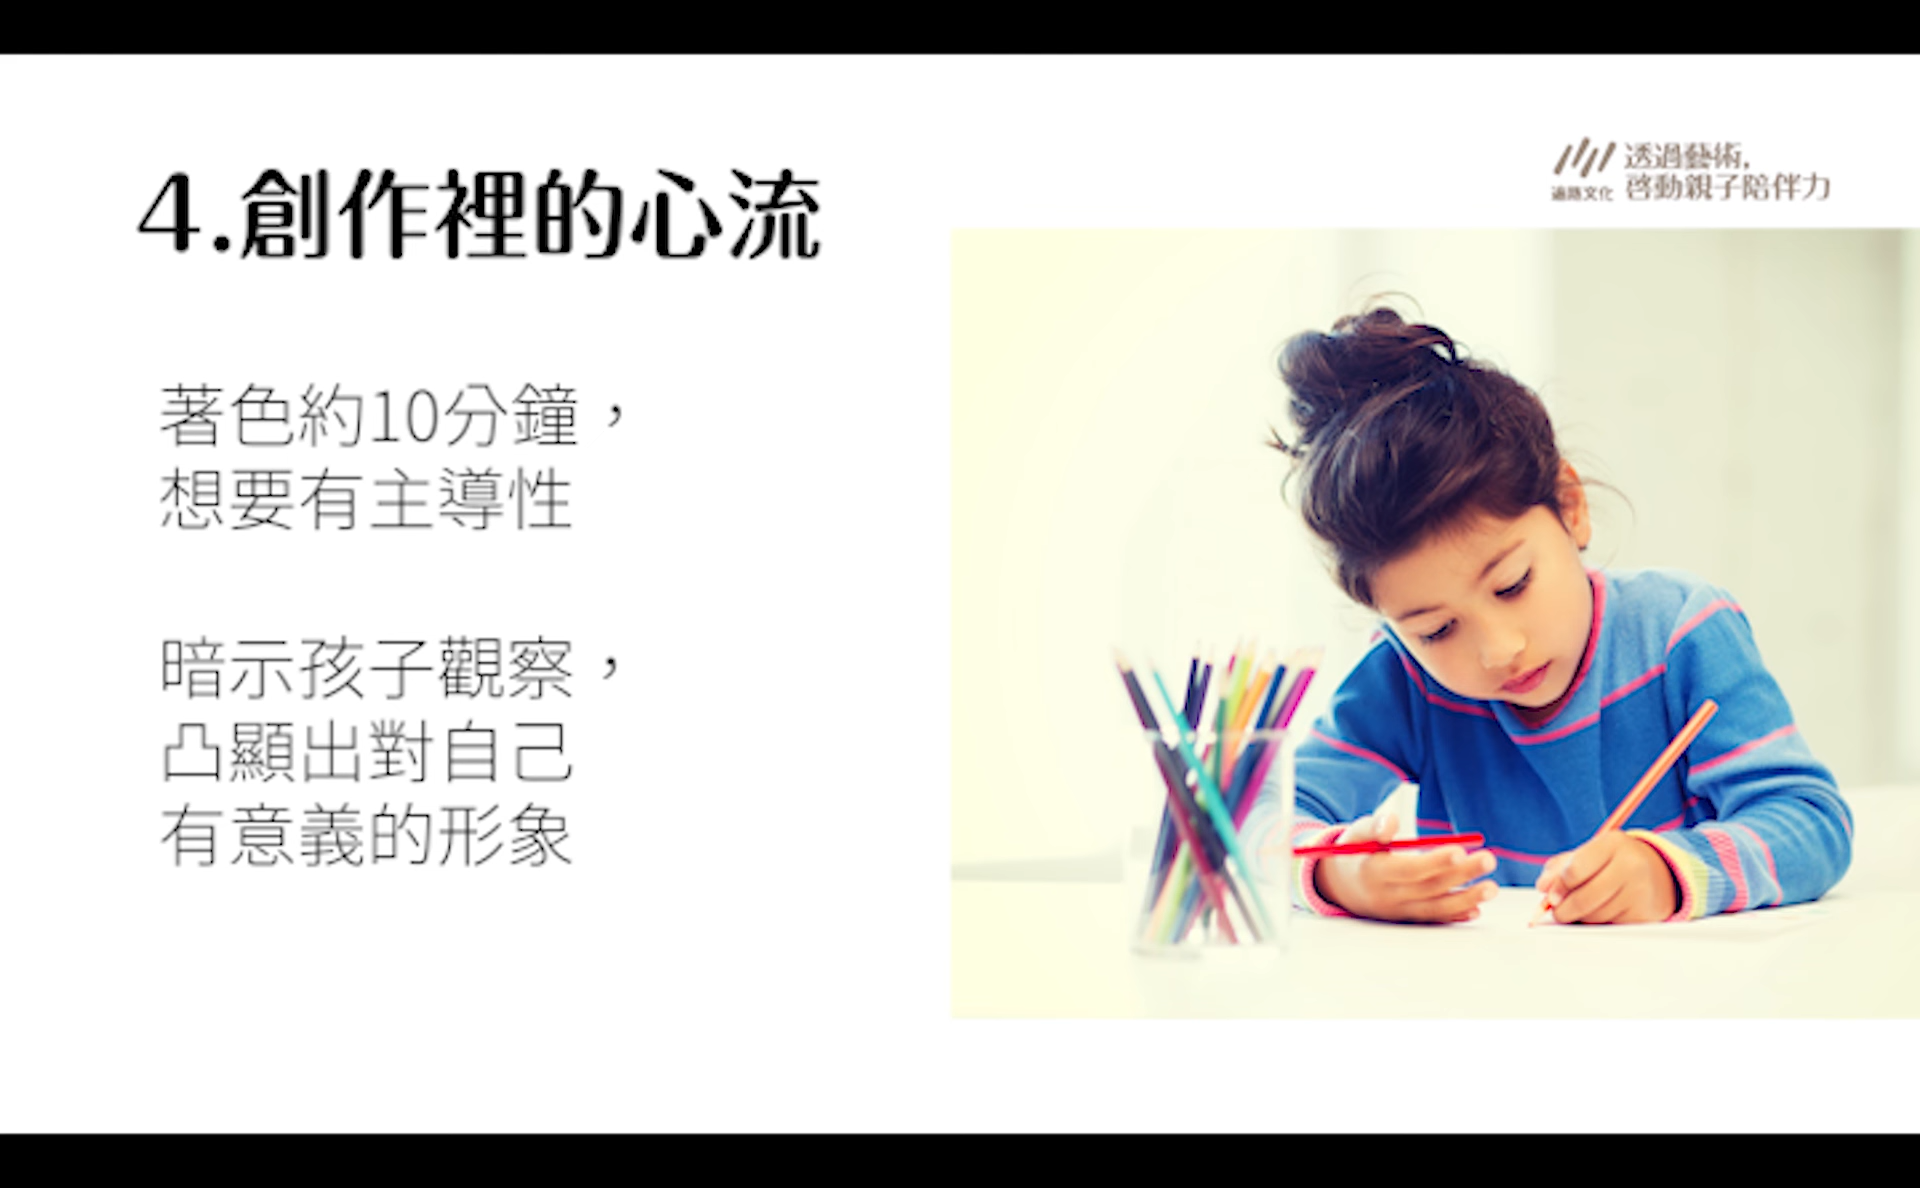 4.創作裡的心流
透過藝術,
啓動親子陪伴力
著色約10分鐘，
想要有主導性
暗示孩子觀察，
凸顯出對自己
有意義的形象